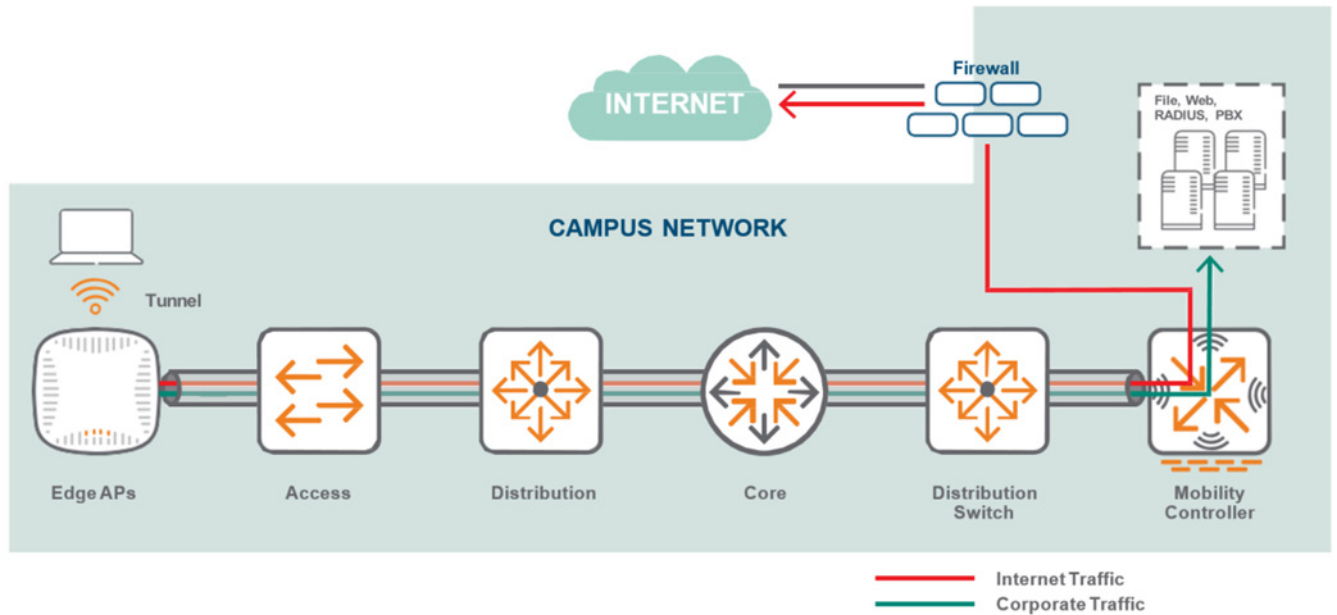 Firewall
INTERNET
File, Web,
RADIUS, PBX
CAMPUS NETWORK
Tunnel
Edge APs
Access
Distribution
Core
Distribution
Switch
Mobility
Controller
Internet Traffic
Corporate Traffic